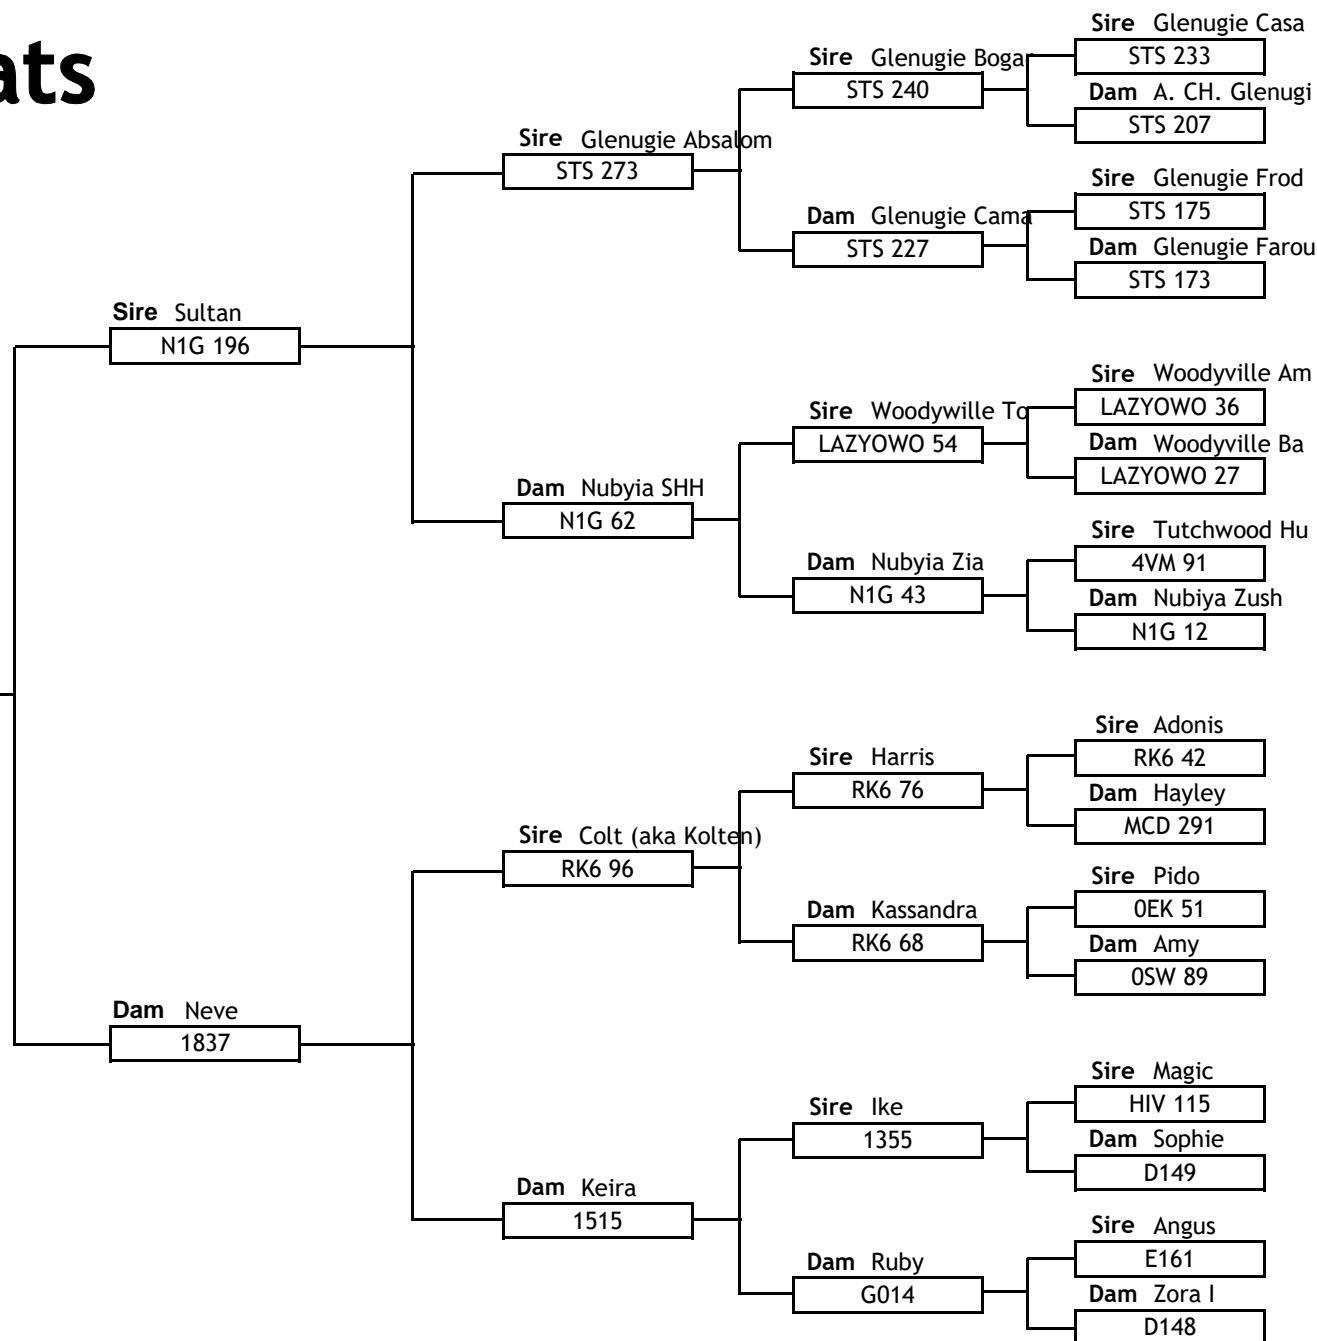 ats
Sire Glenugie Casa
STS 233
Sire Glenugie Bogar
STS 240
Dam A. CH. Glenugi
STS 207
Sire Glenugie Absalom
STS 273
Sire Glenugie Frod
STS 175
Dam Glenugie Cama
STS 227
Dam Glenugie Farou
STS 173
Sire Sultan
N1G 196
Sire Woodyville Am
LAZYOWO 36
Sire Woodywille To
LAZYOWO 54
Dam Woodyville Ba
LAZYOWO 27
Dam Nubyia SHH
N1G 62
Sire Tutchwood Hu
4VM 91
Dam Nubyia Zia
N1G 43
Dam Nubiya Zush
N1G 12
Sire Adonis
RK6 42
Sire Harris
RK6 76
Dam Hayley
MCD 291
Sire Colt (aka Kolten)
RK6 96
Sire Pido
0EK 51
Dam Kassandra
RK6 68
Dam Amy
0SW 89
Dam Neve
1837
Sire Magic
HIV 115
Sire Ike
1355
Dam Sophie
D149
Dam Keira
1515
Sire Angus
E161
Dam Ruby
G014
Dam Zora I
D148